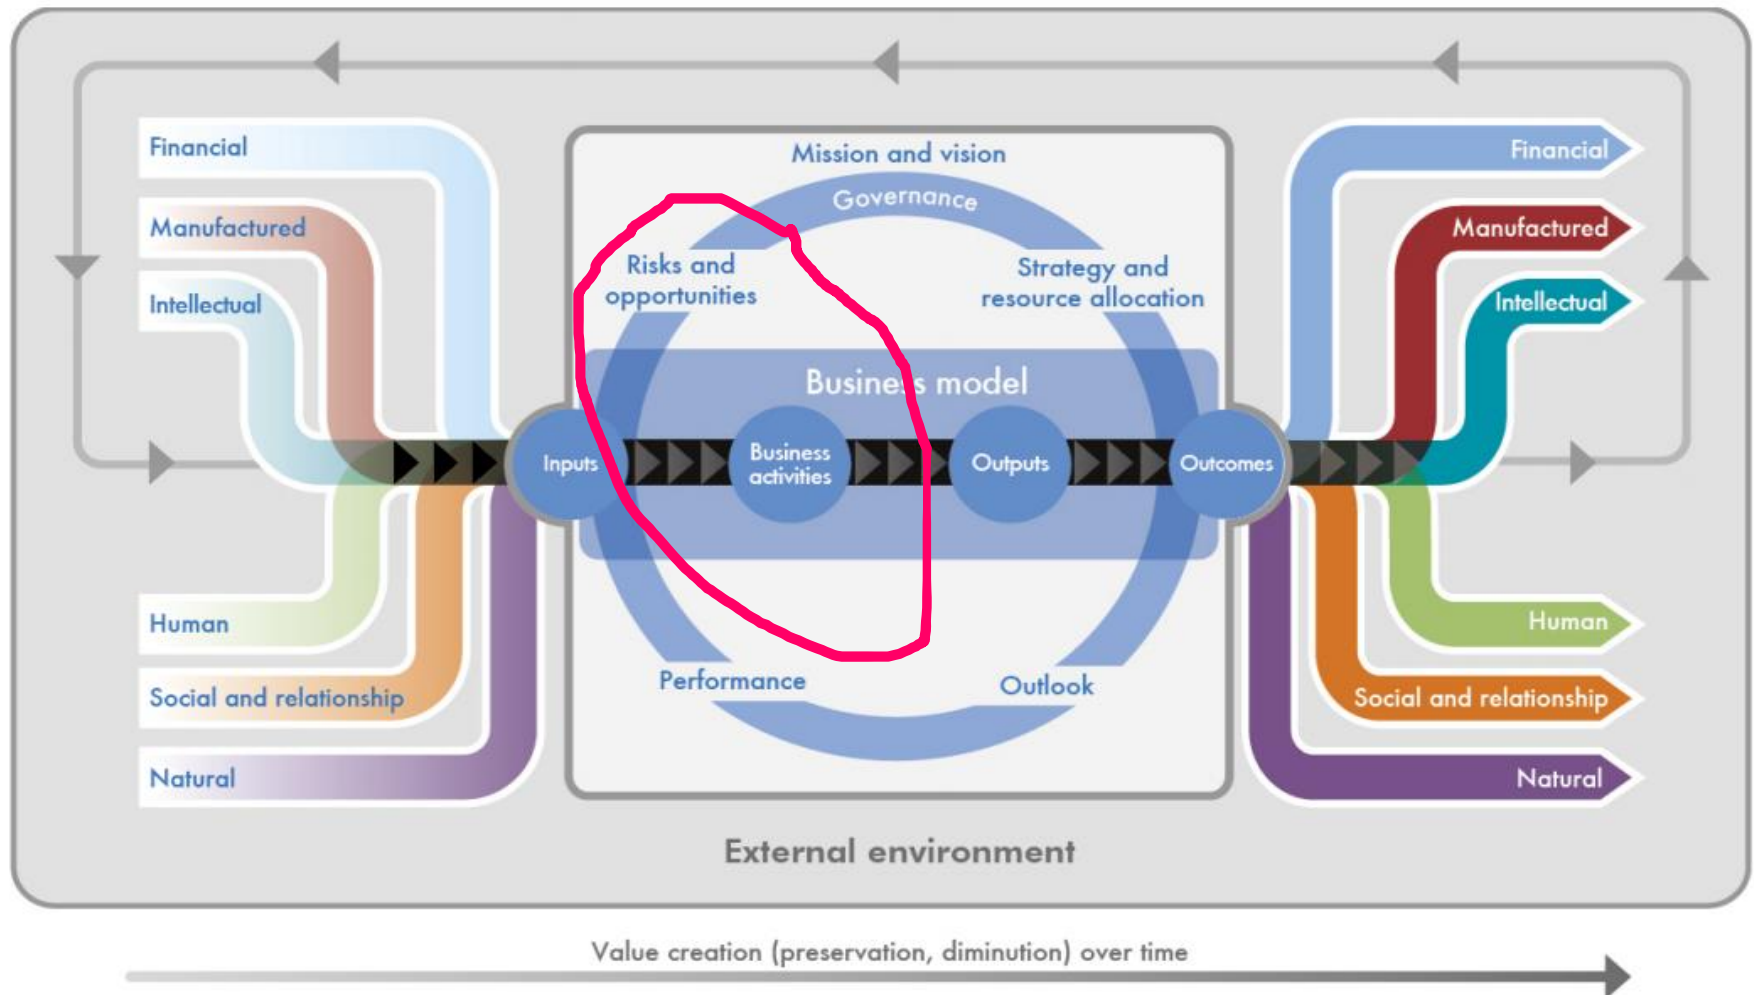 Financial
Manufactured
Intellectual
Human
Social and relationship
Natural
Mission and vision
Governance
Risks and
opportunities
Strategy and
resource allocation
Business model
Inputs
Business
activities
Outputs
Outcomes
Performance
Outlook
Financial
Manufactured
Intellectual
Human
Social and relationship
Natural
External environment
Value creation (preservation, diminution) over time